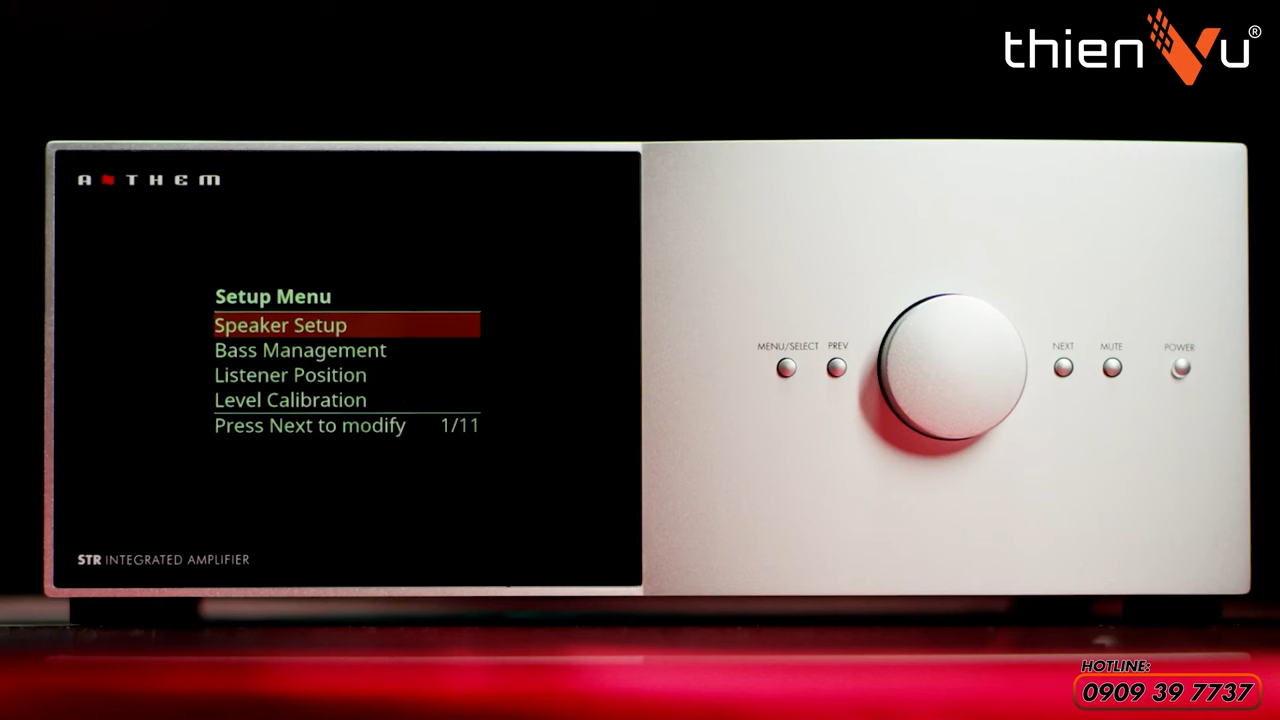 thienVu®
ANTHEM
Setup Menu
Speaker Setup
Bass Management
Listener Position
Level Calibration
Press Next to modify 1/11
MENU/SELECT PREV NEXT MUTE POWER
STR INTEGRATED AMPLIFIER
HOTLINE:
0909 39 7737